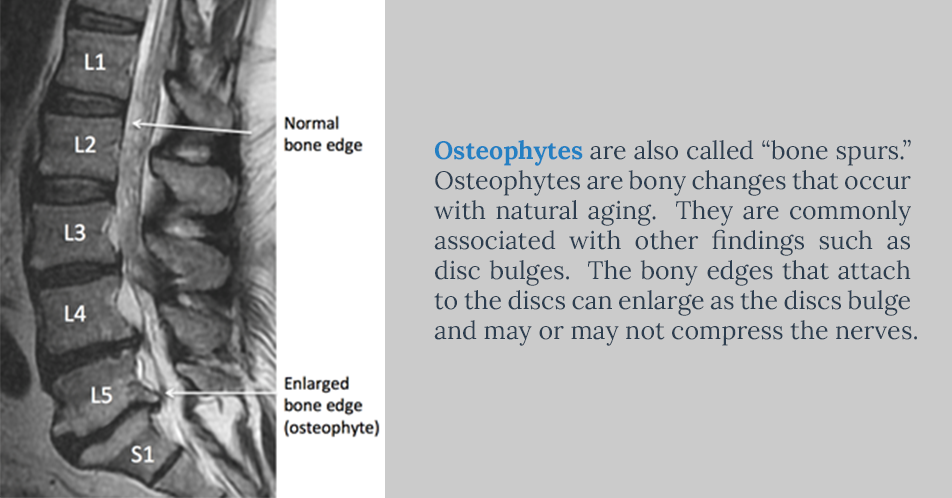 L1
L2
L3
L4
L5
S1
Normal
bone edge
Enlarged
bone edge
(osteophyte)
Osteophytes are also called “bone spurs.”
Osteophytes are bony changes that occur
with natural aging.  They are commonly
associated with other findings such as
disc bulges.  The bony edges that attach
to the discs can enlarge as the discs bulge
and may or may not compress the nerves.